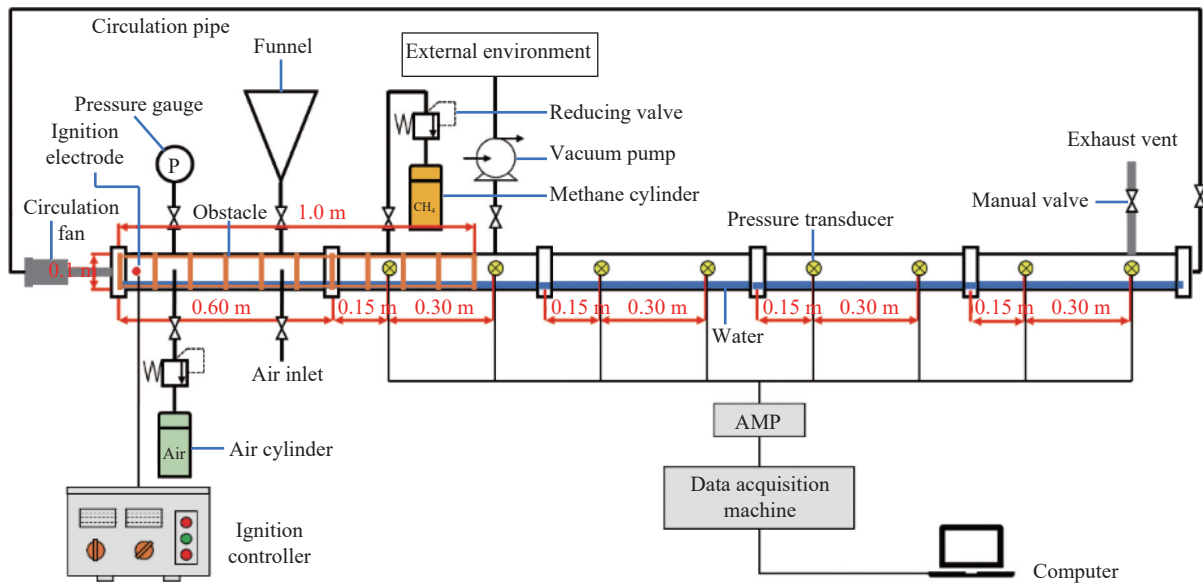 Circulation pipe
Funnel
External environment
Pressure gauge
Ignition
electrode
P
Reducing valve
Vacuum pump
Methane cylinder
CH₄
Exhaust vent
Manual valve
Circulation
fan
Obstacle
1.0 m
Pressure transducer
0.1 m
0.60 m
0.15 m
0.30 m
0.15 m
0.30 m
0.15 m
0.30 m
0.15 m
0.30 m
Water
Air inlet
Air
Air cylinder
AMP
Data acquisition
machine
Ignition
controller
Computer